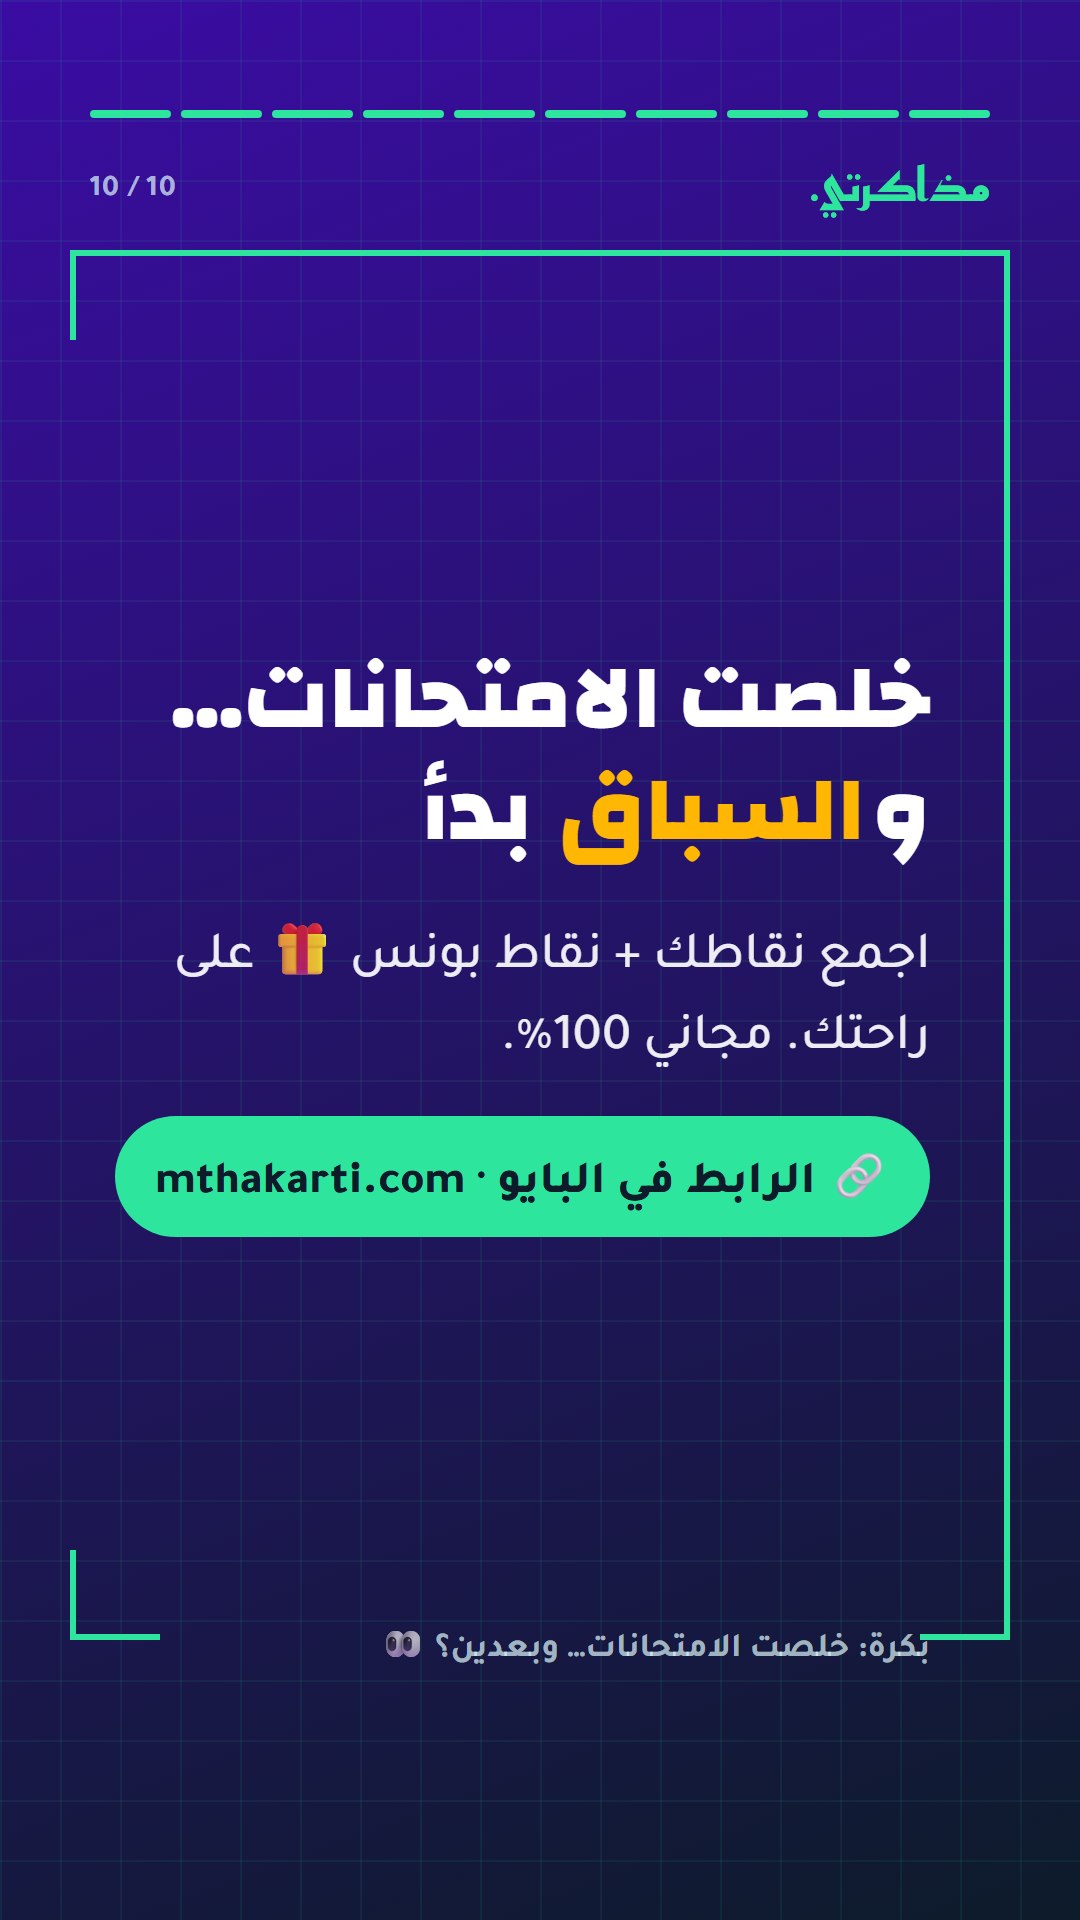 مذاكرتي.
10 / 10
خلصت الامتحانات...
والسباق بدأ
اجمع نقاطك + نقاط بونس 🎁 على
راحتك. مجاني 100%.
🔗 الرابط في البايو · mthakarti.com
بكرة: خلصت الامتحانات... وبعدين؟ 👀